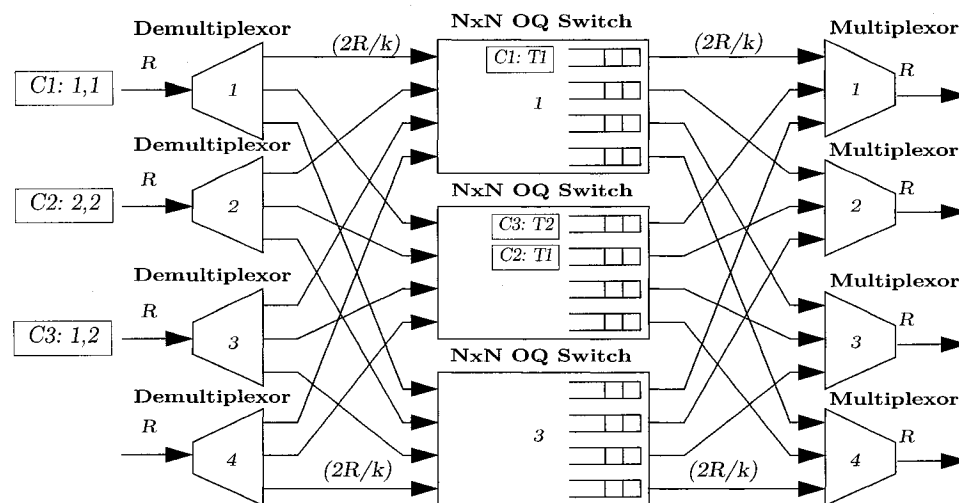 Demultiplexor
NxN OQ Switch
Multiplexor
(2R/k)
(2R/k)
C1: T1
R
R
C1: 1,1
1
1
1
Demultiplexor
Multiplexor
R
R
NxN OQ Switch
C2: 2,2
2
2
C3: T2
2
C2: T1
Demultiplexor
Multiplexor
R
R
C3: 1,2
3
3
NxN OQ Switch
Demultiplexor
Multiplexor
R
R
3
4
4
(2R/k)
(2R/k)